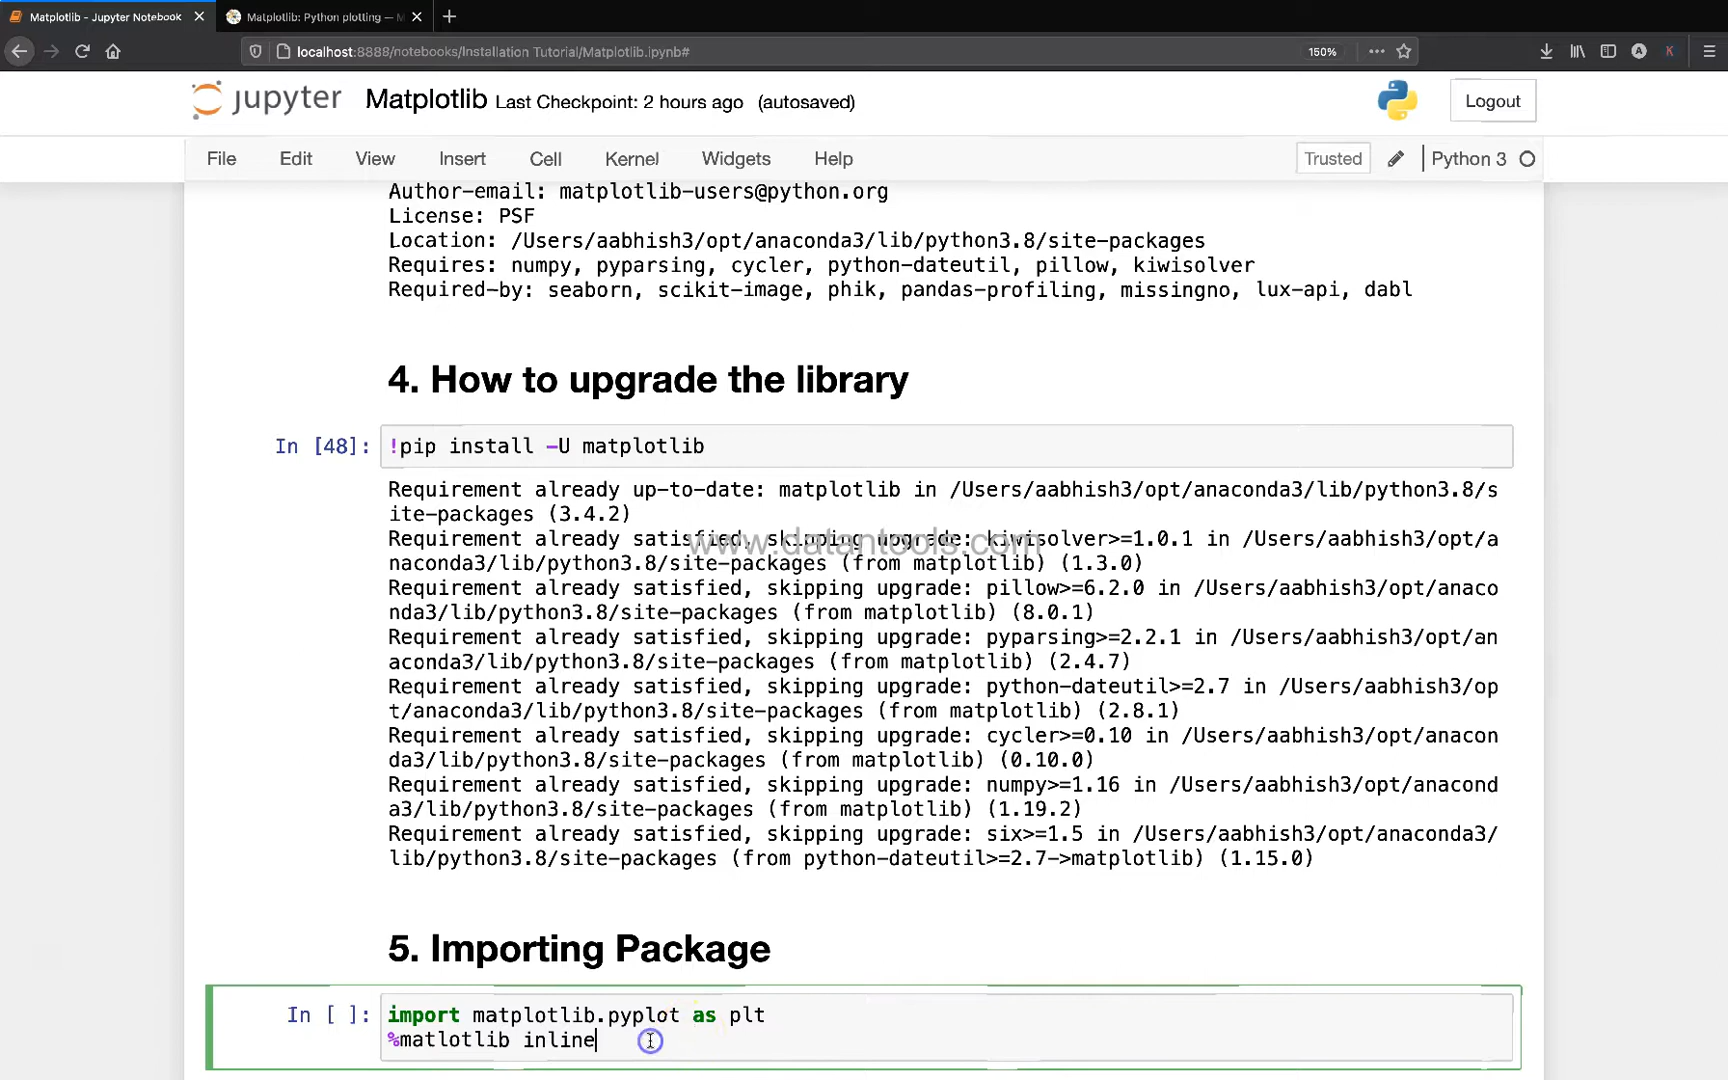 Matplotlib - Jupyter Notebook
Matplotlib: Python plotting — M
localhost:8888/notebooks/Installation Tutorial/Matplotlib.ipynb#
150%
A
K
jupyter Matplotlib Last Checkpoint: 2 hours ago (autosaved)
Logout
File Edit View Insert Cell Kernel Widgets Help
Trusted Python 3
Author-email: matplotlib-users@python.org
License: PSF
Location: /Users/aabhish3/opt/anaconda3/lib/python3.8/site-packages
Requires: numpy, pyparsing, cycler, python-dateutil, pillow, kiwisolver
Required-by: seaborn, scikit-image, phik, pandas-profiling, missingno, lux-api, dabl
4. How to upgrade the library
In [48]: !pip install -U matplotlib
Requirement already up-to-date: matplotlib in /Users/aabhish3/opt/anaconda3/lib/python3.8/s
ite-packages (3.4.2)
Requirement already satisfied, skipping upgrade: kiwisolver>=1.0.1 in /Users/aabhish3/opt/a
www.datantools.com
naconda3/lib/python3.8/site-packages (from matplotlib) (1.3.0)
Requirement already satisfied, skipping upgrade: pillow>=6.2.0 in /Users/aabhish3/opt/anaco
nda3/lib/python3.8/site-packages (from matplotlib) (8.0.1)
Requirement already satisfied, skipping upgrade: pyparsing>=2.2.1 in /Users/aabhish3/opt/an
aconda3/lib/python3.8/site-packages (from matplotlib) (2.4.7)
Requirement already satisfied, skipping upgrade: python-dateutil>=2.7 in /Users/aabhish3/op
t/anaconda3/lib/python3.8/site-packages (from matplotlib) (2.8.1)
Requirement already satisfied, skipping upgrade: cycler>=0.10 in /Users/aabhish3/opt/anacon
da3/lib/python3.8/site-packages (from matplotlib) (0.10.0)
Requirement already satisfied, skipping upgrade: numpy>=1.16 in /Users/aabhish3/opt/anacond
a3/lib/python3.8/site-packages (from matplotlib) (1.19.2)
Requirement already satisfied, skipping upgrade: six>=1.5 in /Users/aabhish3/opt/anaconda3/
lib/python3.8/site-packages (from python-dateutil>=2.7->matplotlib) (1.15.0)
5. Importing Package
In [ ]: import matplotlib.pyplot as plt
%matlotlib inline